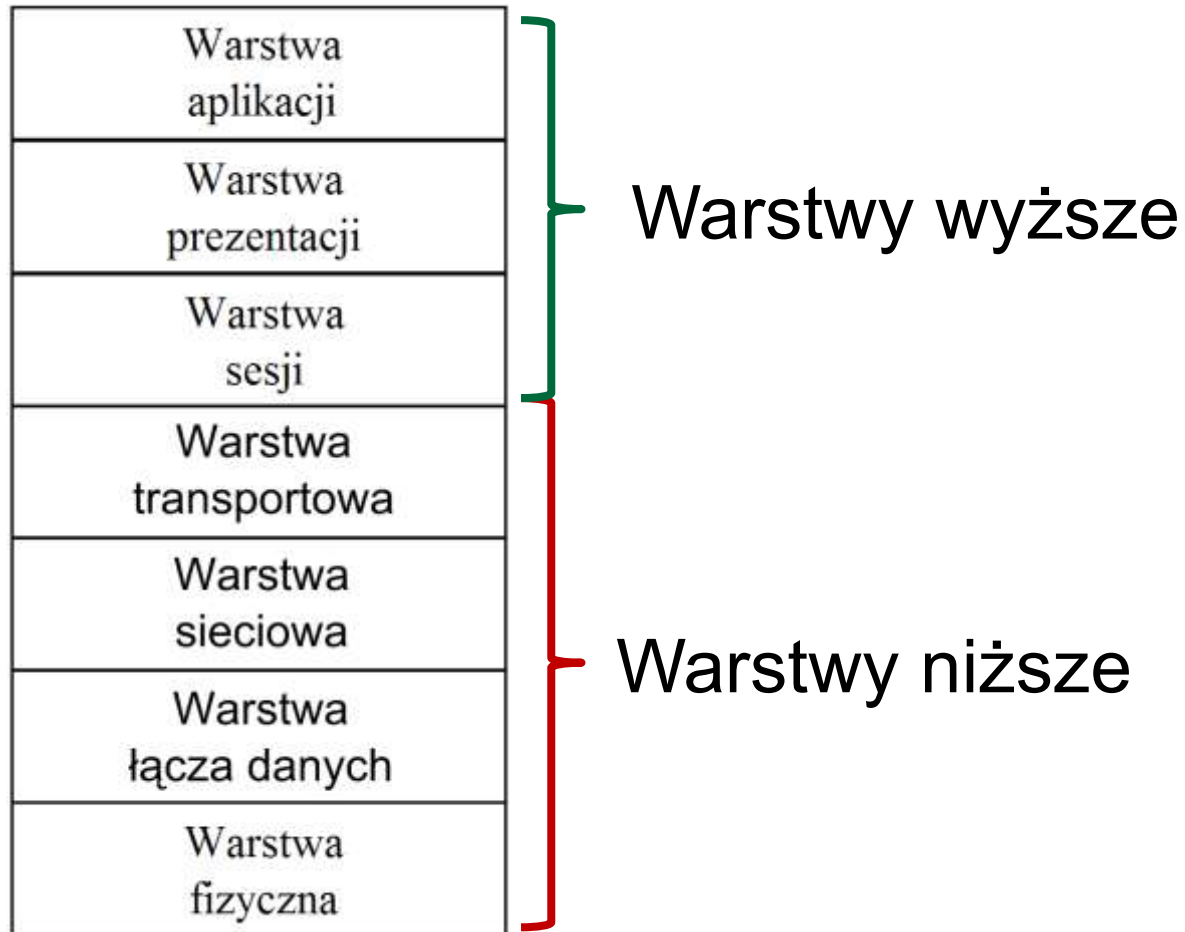 Warstwa
aplikacji
Warstwa
prezentacji
Warstwa
sesji
Warstwa
transportowa
Warstwa
sieciowa
Warstwa
łącza danych
Warstwa
fizyczna
Warstwy wyższe
Warstwy niższe